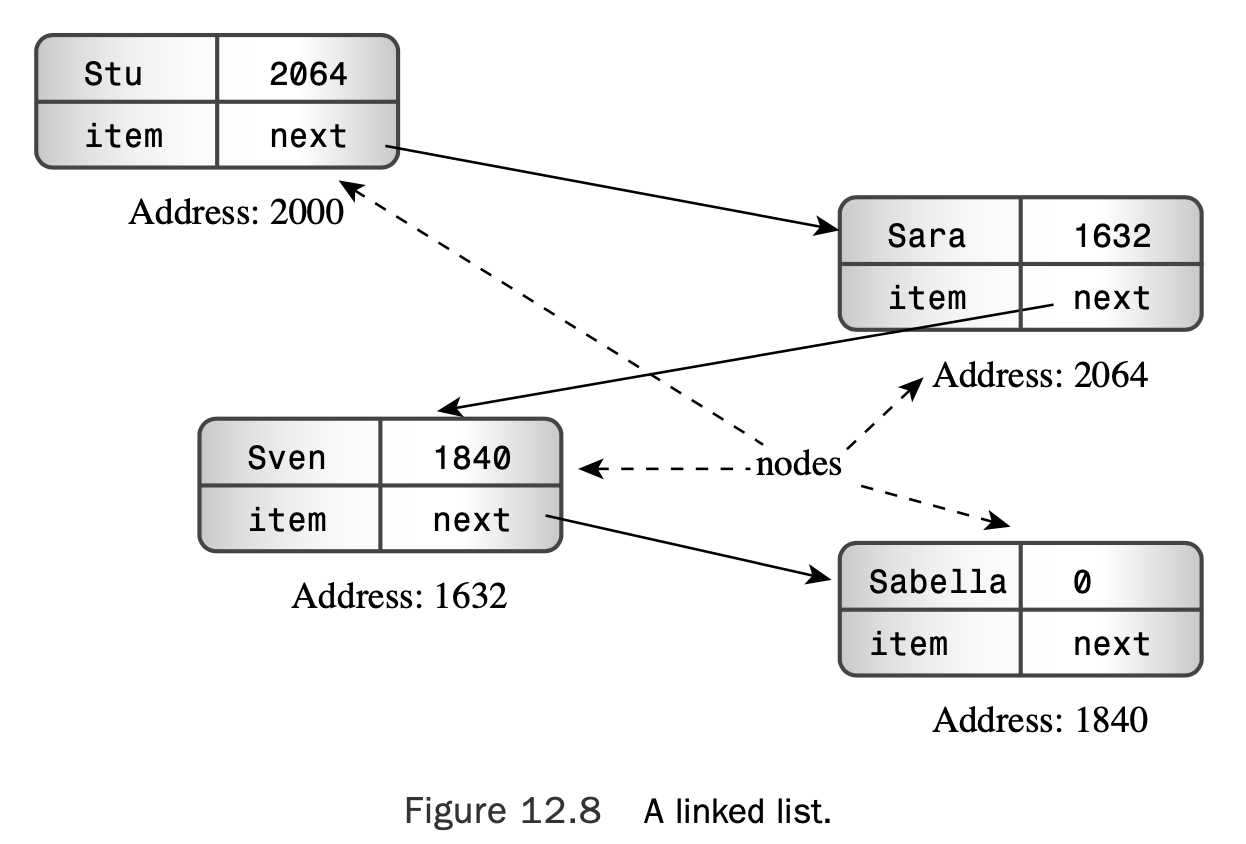 Stu 2064
item next
Address: 2000
Sara 1632
item next
Address: 2064
Sven 1840
item next
Address: 1632
nodes
Sabella 0
item next
Address: 1840
Figure 12.8 A linked list.